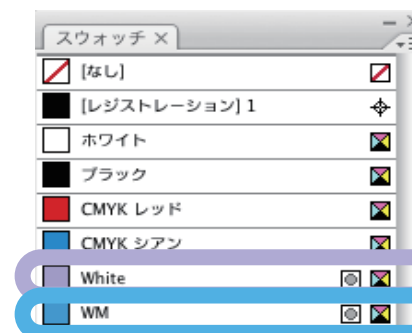 スウォッチ ×
[なし]
[レジストレーション] 1
ホワイト
ブラック
CMYK レッド
CMYK シアン
White
WM